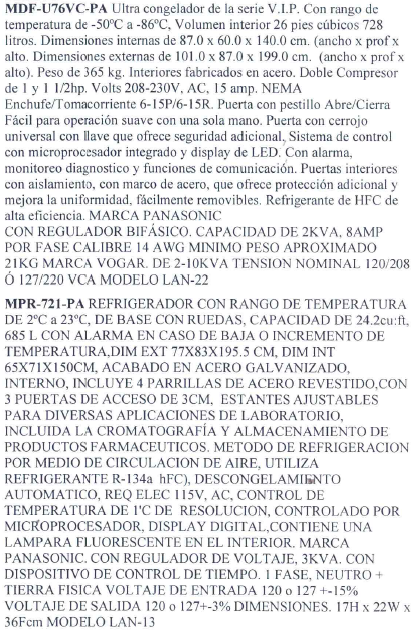 MDF-U76VC-PA Ultra congelador de la serie V.I.P. Con rango de
temperatura de -50ºC a -86ºC, Volumen interior 26 pies cúbicos 728
litros. Dimensiones internas de 87.0 x 60.0 x 140.0 cm. (ancho x prof x
alto. Dimensiones externas de 101.0 x 87.0 x 199.0 cm. (ancho x prof x
alto). Peso de 365 kg. Interiores fabricados en acero. Doble Compresor
de 1 y 1 1/2hp. Volts 208-230V, AC, 15 amp. NEMA
Enchufe/Tomacorriente 6-15P/6-15R. Puerta con pestillo Abre/Cierra
Fácil para operación suave con una sola mano. Puerta con cerrojo
universal con llave que ofrece seguridad adicional, Sistema de control
con microprocesador integrado y display de LED. Con alarma,
monitoreo diagnostico y funciones de comunicación. Puertas interiores
con aislamiento, con marco de acero, que ofrece protección adicional y
mejora la uniformidad, fácilmente removibles. Refrigerante de HFC de
alta eficiencia. MARCA PANASONIC
CON REGULADOR BIFÁSICO. CAPACIDAD DE 2KVA, 8AMP
POR FASE CALIBRE 14 AWG MINIMO PESO APROXIMADO
21KG MARCA VOGAR. DE 2-10KVA TENSION NOMINAL 120/208
Ó 127/220 VCA MODELO LAN-22
MPR-721-PA REFRIGERADOR CON RANGO DE TEMPERATURA
DE 2ºC a 23ºC, DE BASE CON RUEDAS, CAPACIDAD DE 24.2cu:ft,
685 L CON ALARMA EN CASO DE BAJA O INCREMENTO DE
TEMPERATURA,DIM EXT 77X83X195.5 CM, DIM INT
65X71X150CM, ACABADO EN ACERO GALVANIZADO,
INTERNO, INCLUYE 4 PARRILLAS DE ACERO REVESTIDO,CON
3 PUERTAS DE ACCESO DE 3CM, ESTANTES AJUSTABLES
PARA DIVERSAS APLICACIONES DE LABORATORIO,
INCLUIDA LA CROMATOGRAFÍA Y ALMACENAMIENTO DE
PRODUCTOS FARMACEUTICOS. METODO DE REFRIGERACION
POR MEDIO DE CIRCULACION DE AIRE, UTILIZA
REFRIGERANTE R-134a hFC), DESCONGELAMIENTO
AUTOMATICO, REQ ELEC 115V, AC, CONTROL DE
TEMPERATURA DE 1'C DE RESOLUCION, CONTROLADO POR
MICROPROCESADOR, DISPLAY DIGITAL,CONTIENE UNA
LAMPARA FLUORESCENTE EN EL INTERIOR. MARCA
PANASONIC. CON REGULADOR DE VOLTAJE, 3KVA. CON
DISPOSITIVO DE CONTROL DE TIEMPO. 1 FASE, NEUTRO +
TIERRA FISICA VOLTAJE DE ENTRADA 120 o 127 +-15%
VOLTAJE DE SALIDA 120 o 127+-3% DIMENSIONES. 17H x 22W x
36Fcm MODELO LAN-13